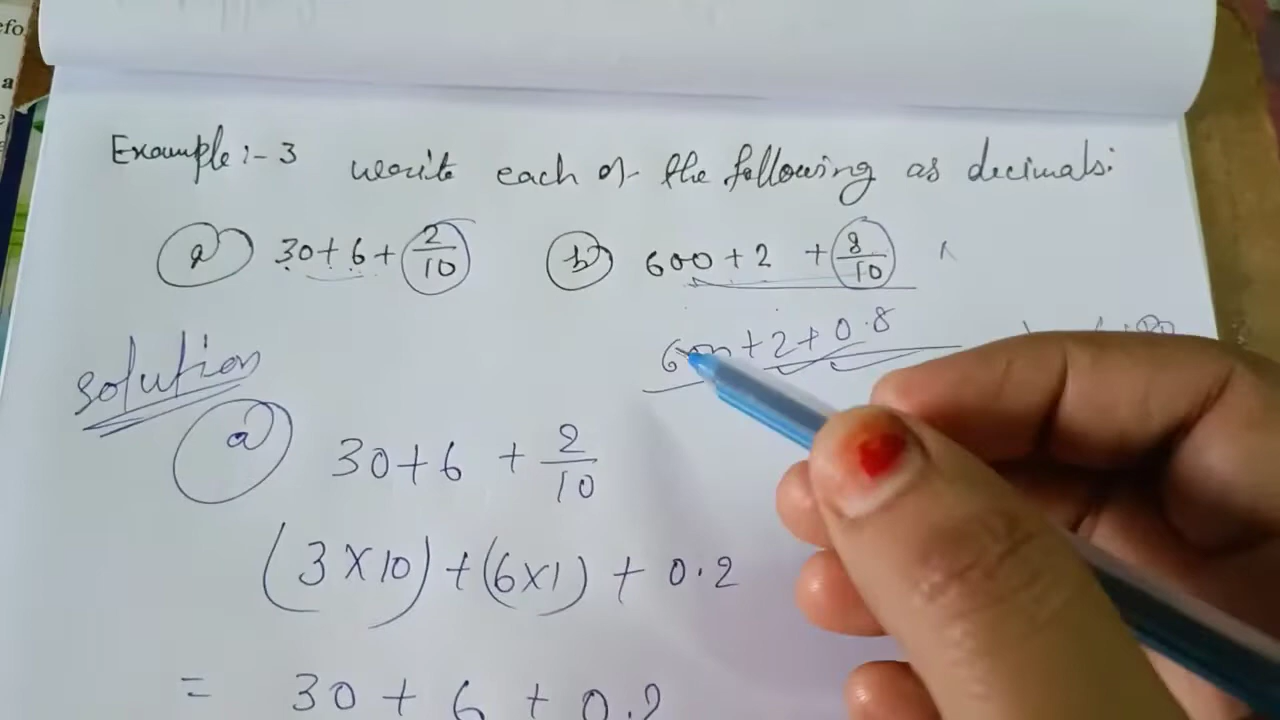 efo
a
Example:- 3 write each of the following as decimals:
(a) 30+6+ 2/10 (b) 600+2 + 8/10
600+2+0.8
Solution
(a) 30+6 + 2/10
(3×10)+(6×1) + 0.2
= 30 + 6 + 0.2